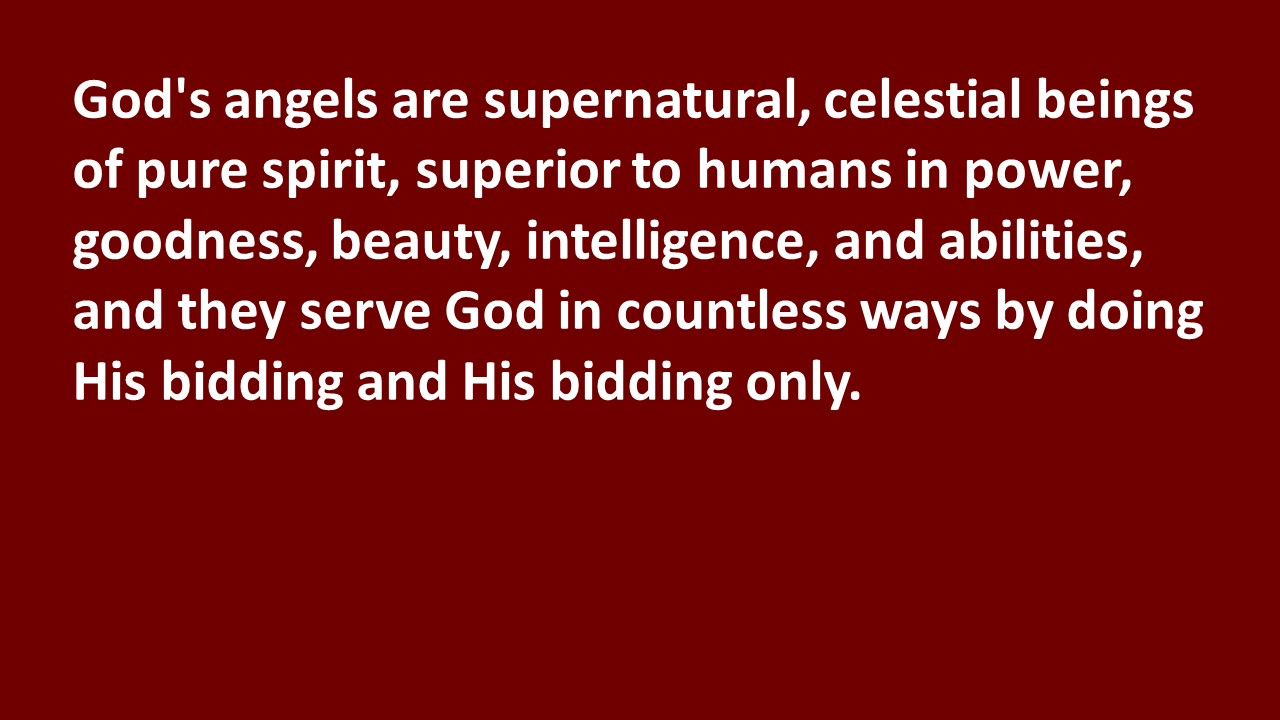 God's angels are supernatural, celestial beings
of pure spirit, superior to humans in power,
goodness, beauty, intelligence, and abilities,
and they serve God in countless ways by doing
His bidding and His bidding only.